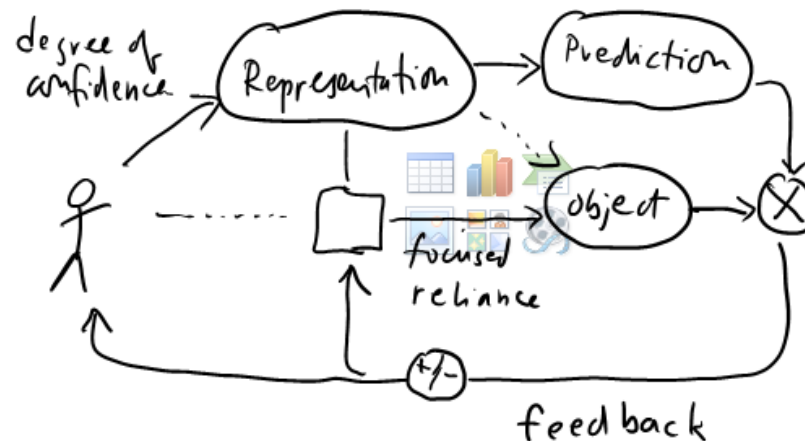 degree of
confidence
Representation
Prediction
object
X
focused
reliance
+/-
feedback